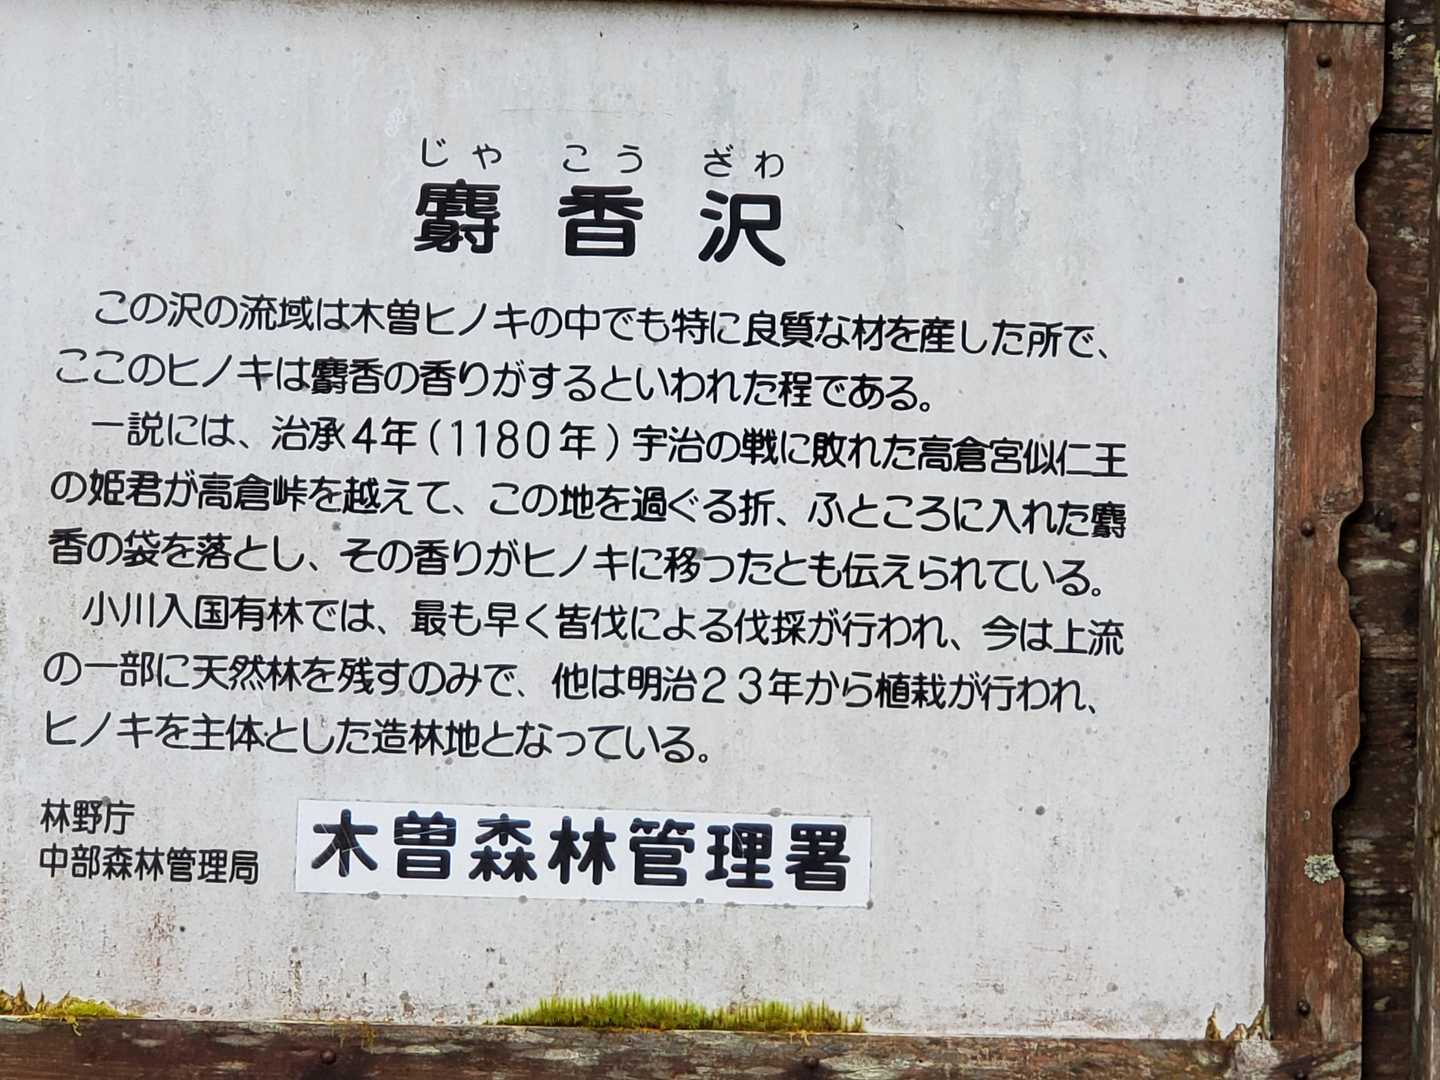 じゃ こう ざわ
麝香沢
この沢の流域は木曽ヒノキの中でも特に良質な材を産した所で、
ここのヒノキは麝香の香りがするといわれた程である。
一説には、治承4年(1180年)宇治の戦に敗れた高倉宮似仁王
の姫君が高倉峠を越えて、この地を過ぐる折、ふところに入れた麝
香の袋を落とし、その香りがヒノキに移ったとも伝えられている。
小川入国有林では、最も早く皆伐による伐採が行われ、今は上流
の一部に天然林を残すのみで、他は明治23年から植栽が行われ、
ヒノキを主体とした造林地となっている。
林野庁
中部森林管理局
木曽森林管理署